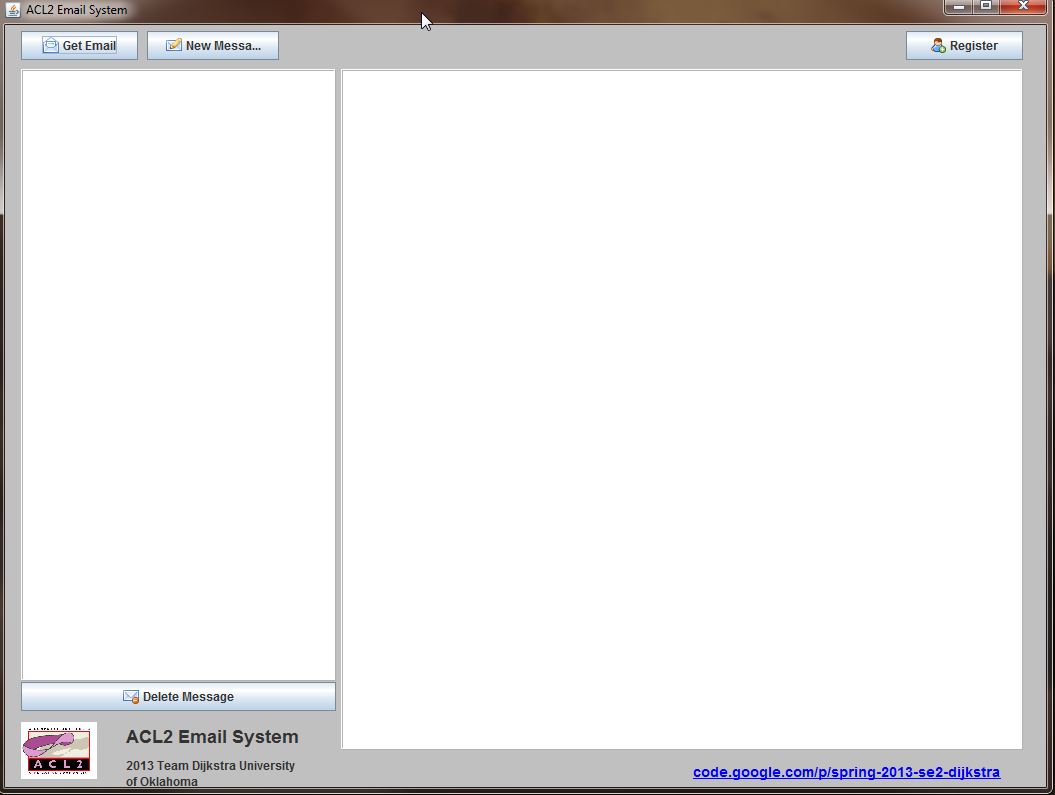 ACL2 Email System
Get Email
New Messa...
Register
Delete Message
ACL2
ACL2 Email System
2013 Team Dijkstra University
of Oklahoma
code.google.com/p/spring-2013-se2-dijkstra